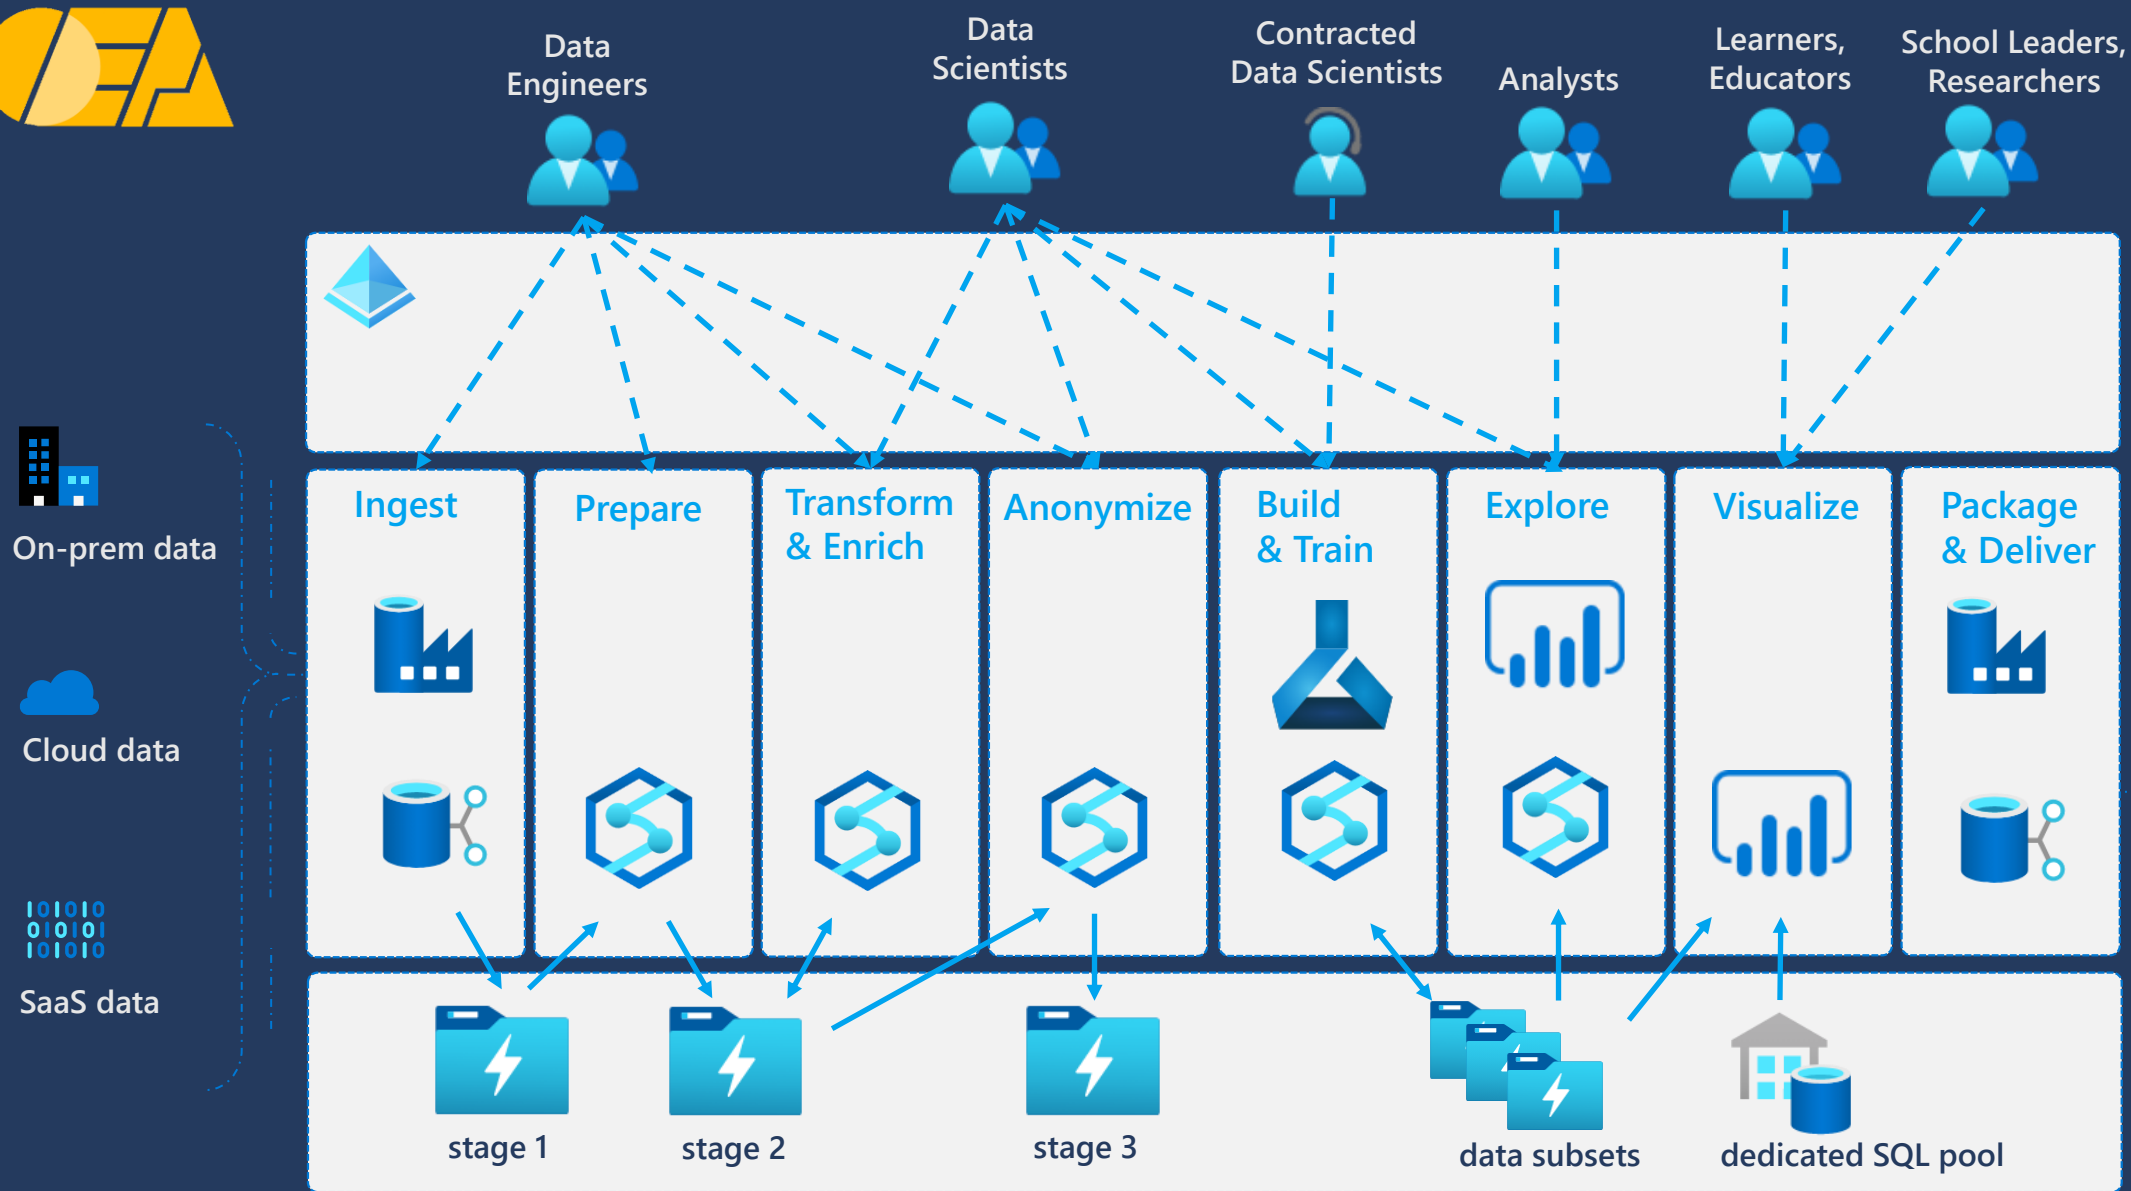 OEA
Data
Engineers
Data
Scientists
Contracted
Data Scientists
Analysts
Learners,
Educators
School Leaders,
Researchers
On-prem data
Cloud data
SaaS data
Ingest
Prepare
Transform
& Enrich
Anonymize
Build
& Train
Explore
Visualize
Package
& Deliver
stage 1
stage 2
stage 3
data subsets
dedicated SQL pool